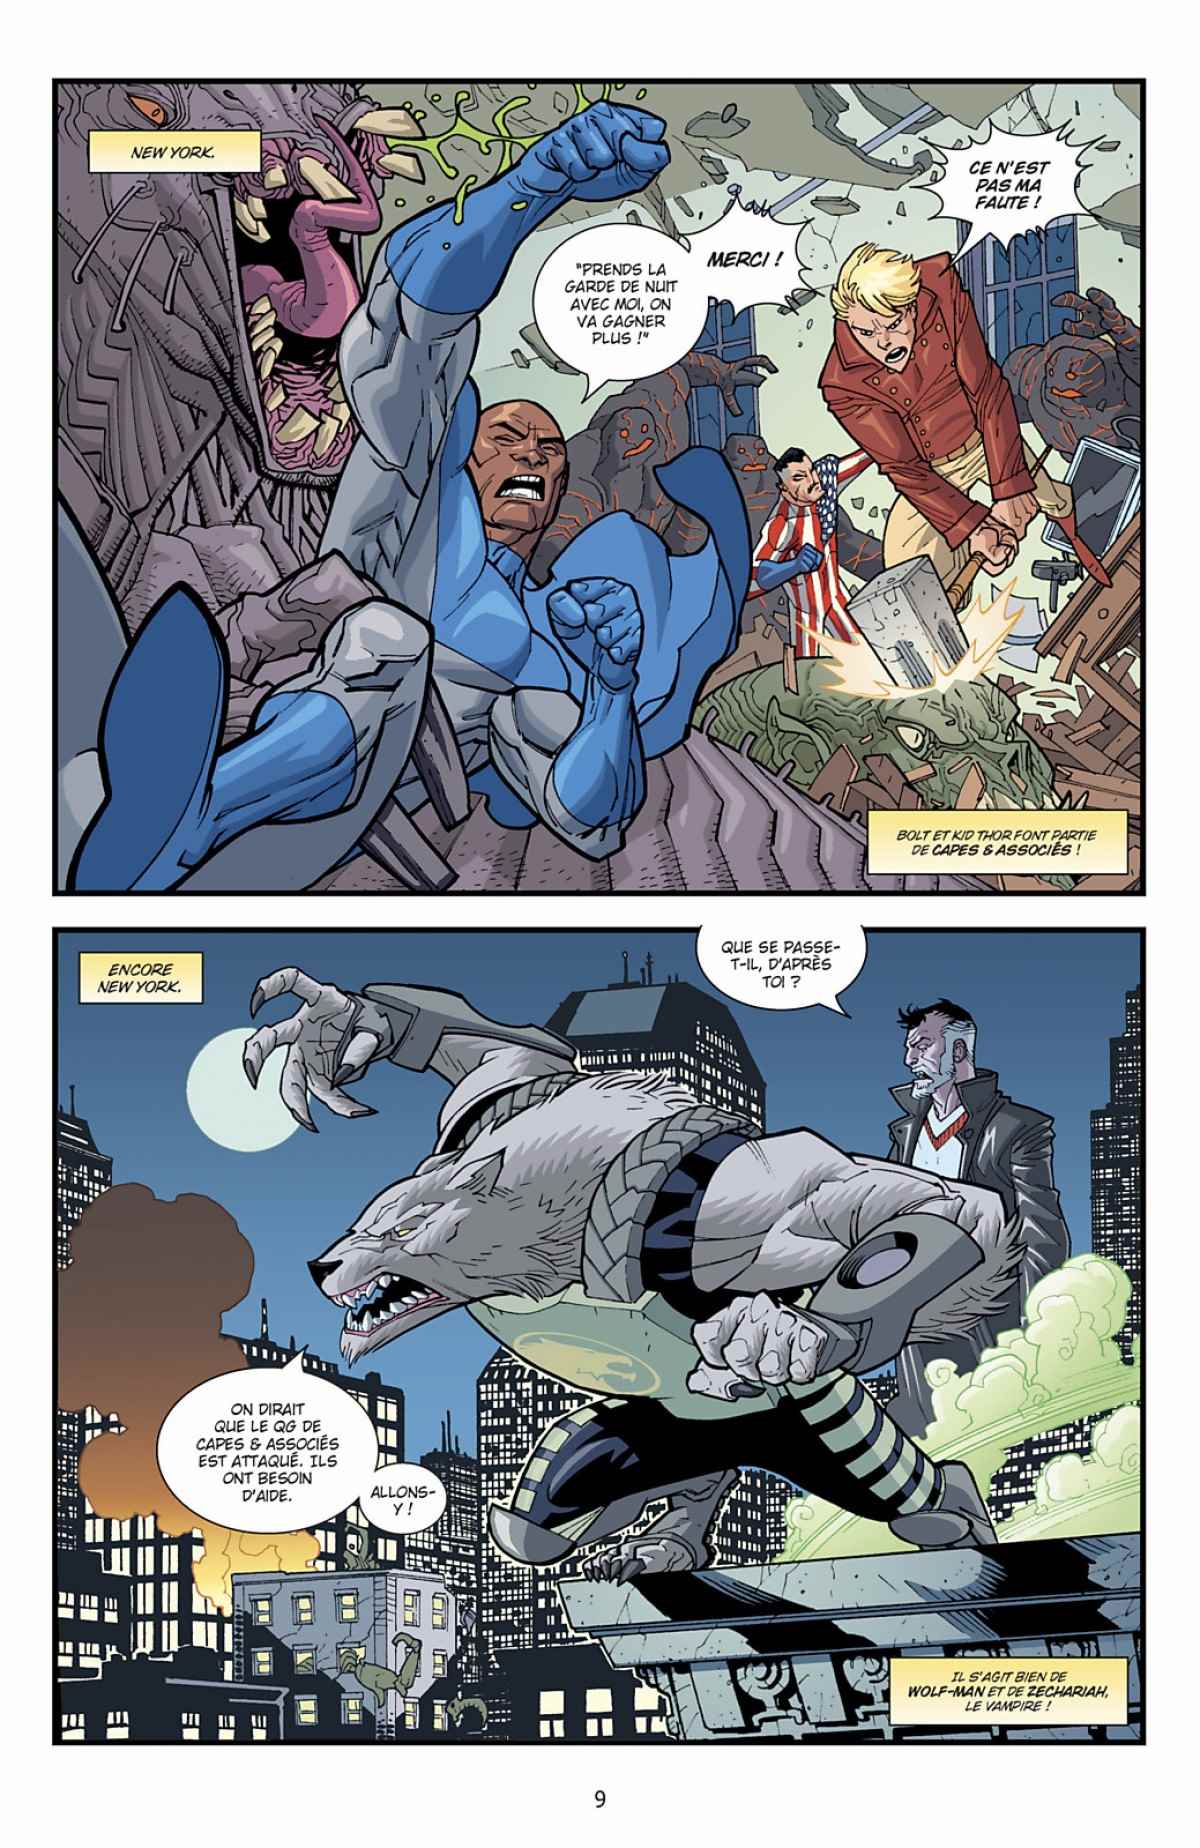 NEW YORK.
"PRENDS LA
GARDE DE NUIT
AVEC MOI, ON
VA GAGNER
PLUS !"
MERCI !
CE N'EST
PAS MA
FAUTE !
BOLT ET KID THOR FONT PARTIE
DE CAPES & ASSOCIÉS !
ENCORE
NEW YORK.
QUE SE PASSE-
T-IL, D'APRÈS
TOI ?
ON DIRAIT
QUE LE QG DE
CAPES & ASSOCIÉS
EST ATTAQUÉ. ILS
ONT BESOIN
D'AIDE.
ALLONS-
Y !
IL S'AGIT BIEN DE
WOLF-MAN ET DE ZECHARIAH,
LE VAMPIRE !
9